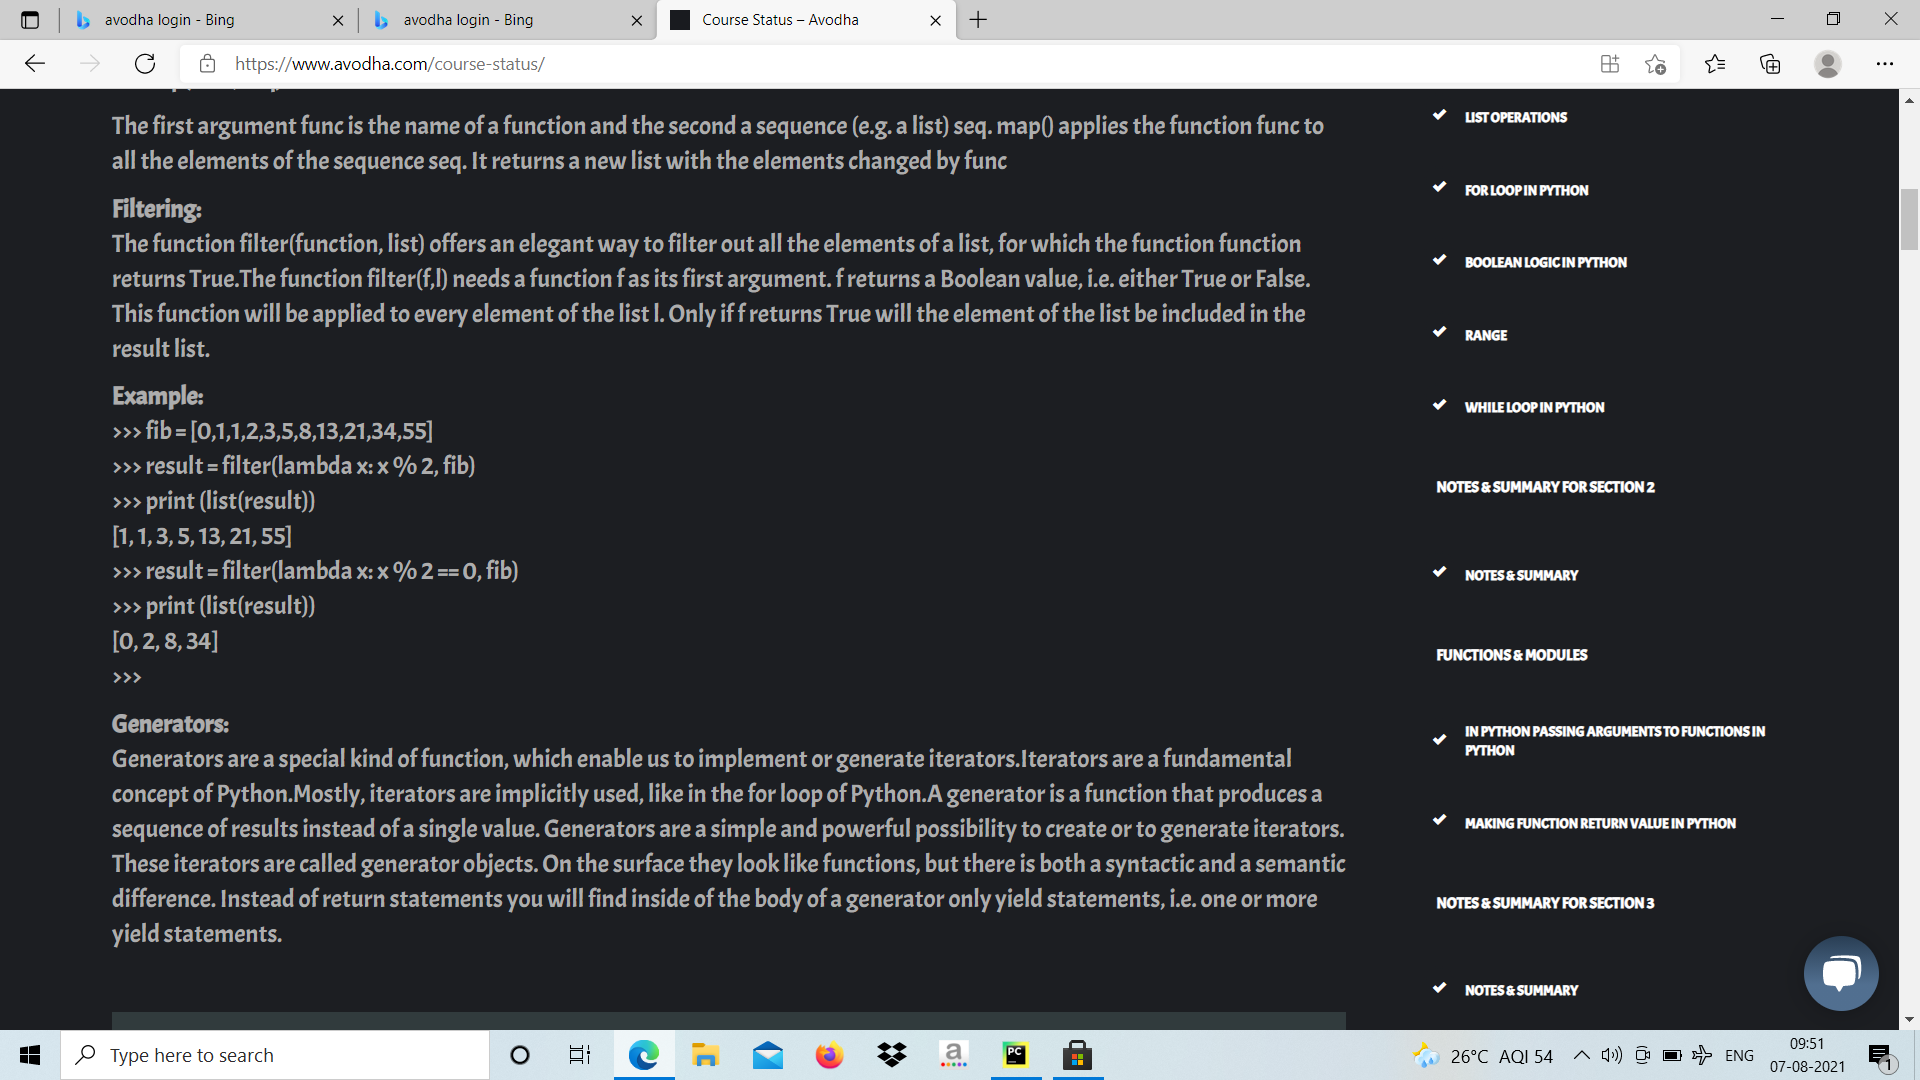 avodha login - Bing
avodha login - Bing
Course Status – Avodha
https://www.avodha.com/course-status/
The first argument func is the name of a function and the second a sequence (e.g. a list) seq. map() applies the function func to
all the elements of the sequence seq. It returns a new list with the elements changed by func
Filtering:
The function filter(function, list) offers an elegant way to filter out all the elements of a list, for which the function function
returns True.The function filter(f,l) needs a function f as its first argument. f returns a Boolean value, i.e. either True or False.
This function will be applied to every element of the list l. Only if f returns True will the element of the list be included in the
result list.
Example:
>>> fib = [0,1,1,2,3,5,8,13,21,34,55]
>>> result = filter(lambda x: x % 2, fib)
>>> print (list(result))
[1, 1, 3, 5, 13, 21, 55]
>>> result = filter(lambda x: x % 2 == 0, fib)
>>> print (list(result))
[0, 2, 8, 34]
>>>
Generators:
Generators are a special kind of function, which enable us to implement or generate iterators.Iterators are a fundamental
concept of Python.Mostly, iterators are implicitly used, like in the for loop of Python.A generator is a function that produces a
sequence of results instead of a single value. Generators are a simple and powerful possibility to create or to generate iterators.
These iterators are called generator objects. On the surface they look like functions, but there is both a syntactic and a semantic
difference. Instead of return statements you will find inside of the body of a generator only yield statements, i.e. one or more
yield statements.
LIST OPERATIONS
FOR LOOP IN PYTHON
BOOLEAN LOGIC IN PYTHON
RANGE
WHILE LOOP IN PYTHON
NOTES & SUMMARY FOR SECTION 2
NOTES & SUMMARY
FUNCTIONS & MODULES
IN PYTHON PASSING ARGUMENTS TO FUNCTIONS IN
PYTHON
MAKING FUNCTION RETURN VALUE IN PYTHON
NOTES & SUMMARY FOR SECTION 3
NOTES & SUMMARY
Type here to search
a
PC
26°C AQI 54
ENG
09:51
07-08-2021
1